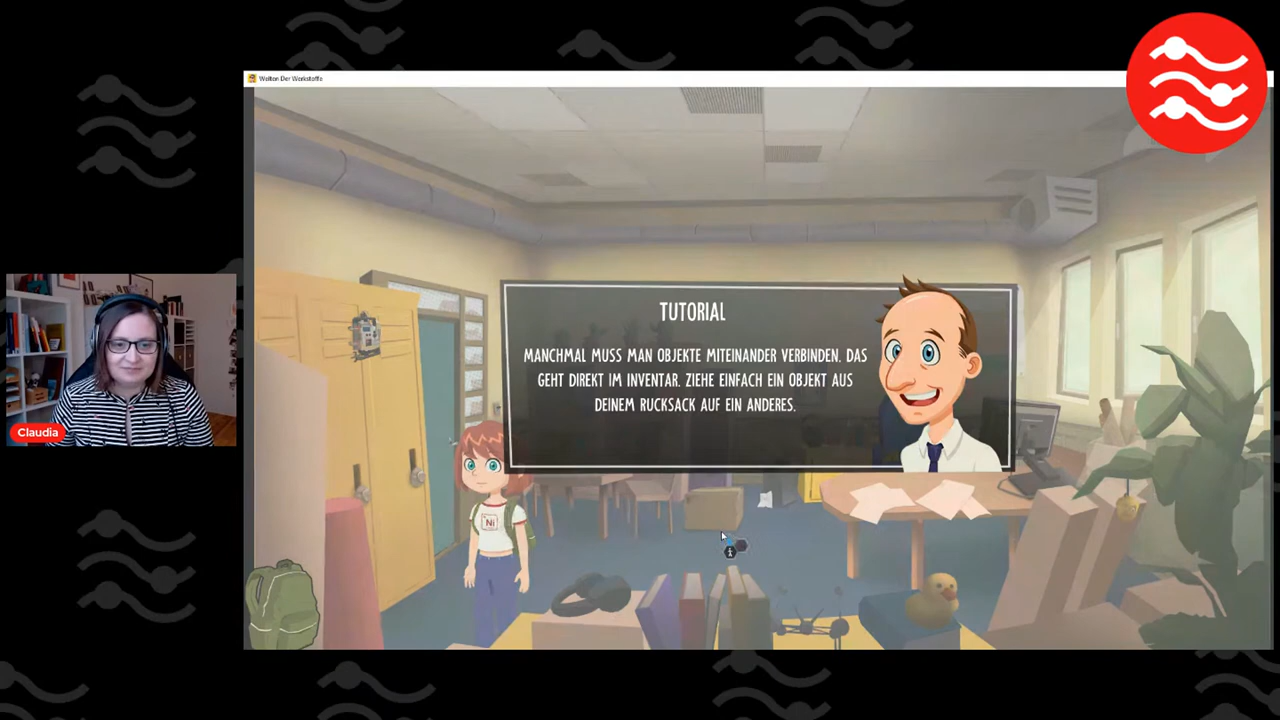 Welten Der Werkstoffe
TUTORIAL
MANCHMAL MUSS MAN OBJEKTE MITEINANDER VERBINDEN. DAS
GEHT DIREKT IM INVENTAR. ZIEHE EINFACH EIN OBJEKT AUS
DEINEM RUCKSACK AUF EIN ANDERES.
Claudia
Ni